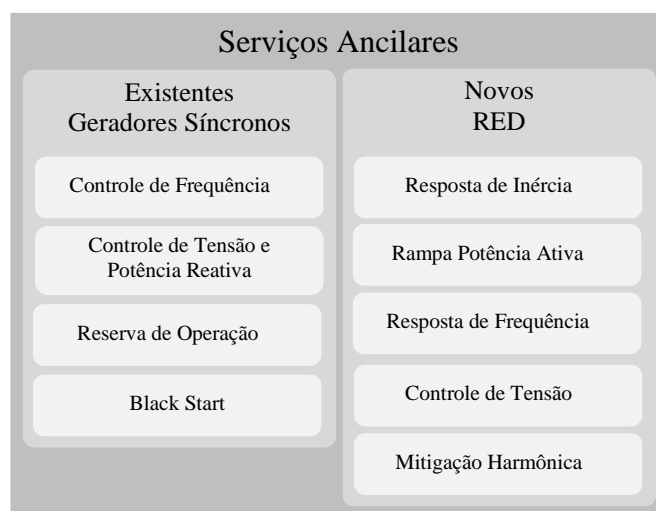 Serviços Ancilares
Existentes
Geradores Síncronos
Controle de Frequência
Controle de Tensão e
Potência Reativa
Reserva de Operação
Black Start
Novos
RED
Resposta de Inércia
Rampa Potência Ativa
Resposta de Frequência
Controle de Tensão
Mitigação Harmônica